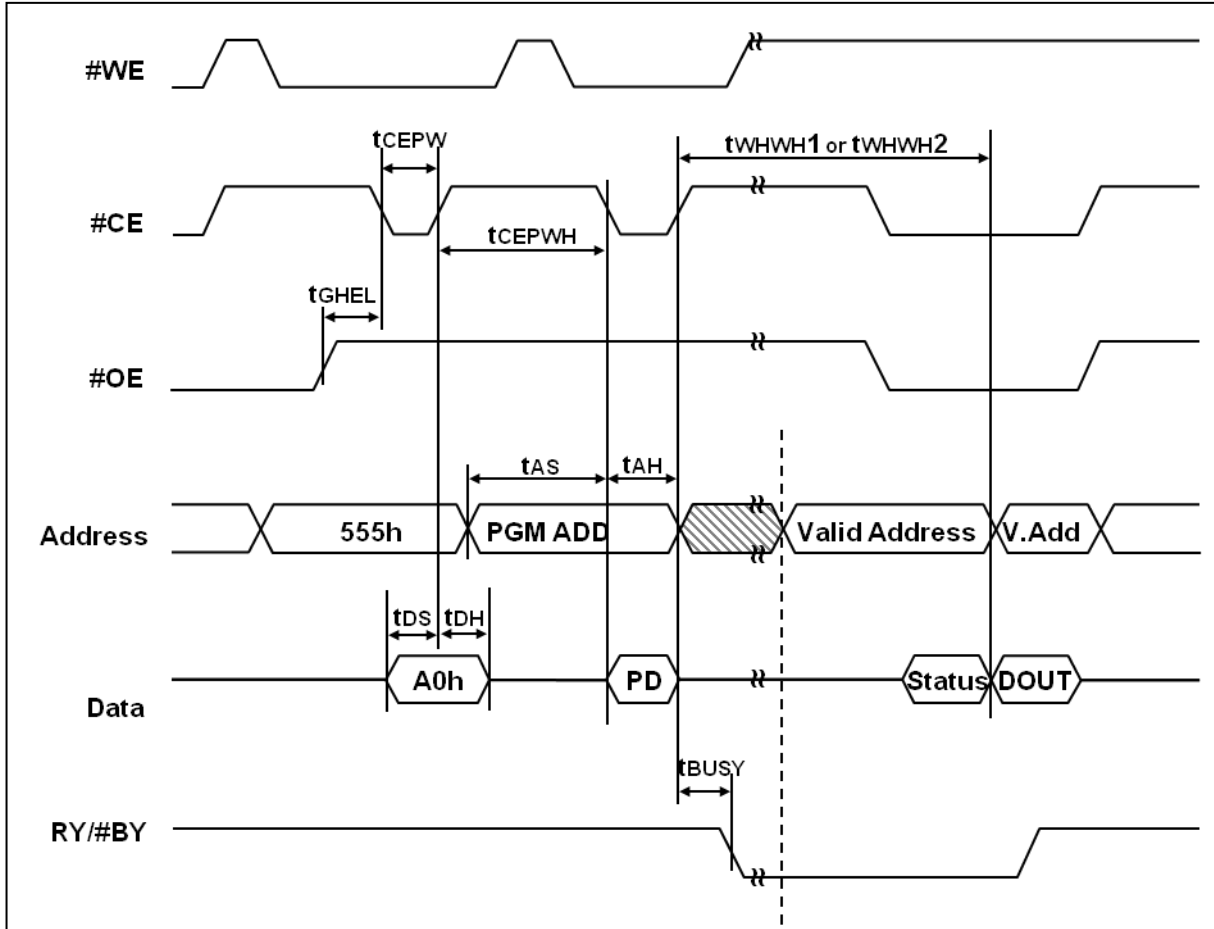 #WE
tCEPW
tWHWH1 or tWHWH2
#CE
tCEPWH
tGHEL
#OE
tAS
tAH
Address
555h
PGM ADD
Valid Address
V.Add
tDS
tDH
Data
A0h
PD
Status
DOUT
tBUSY
RY/#BY